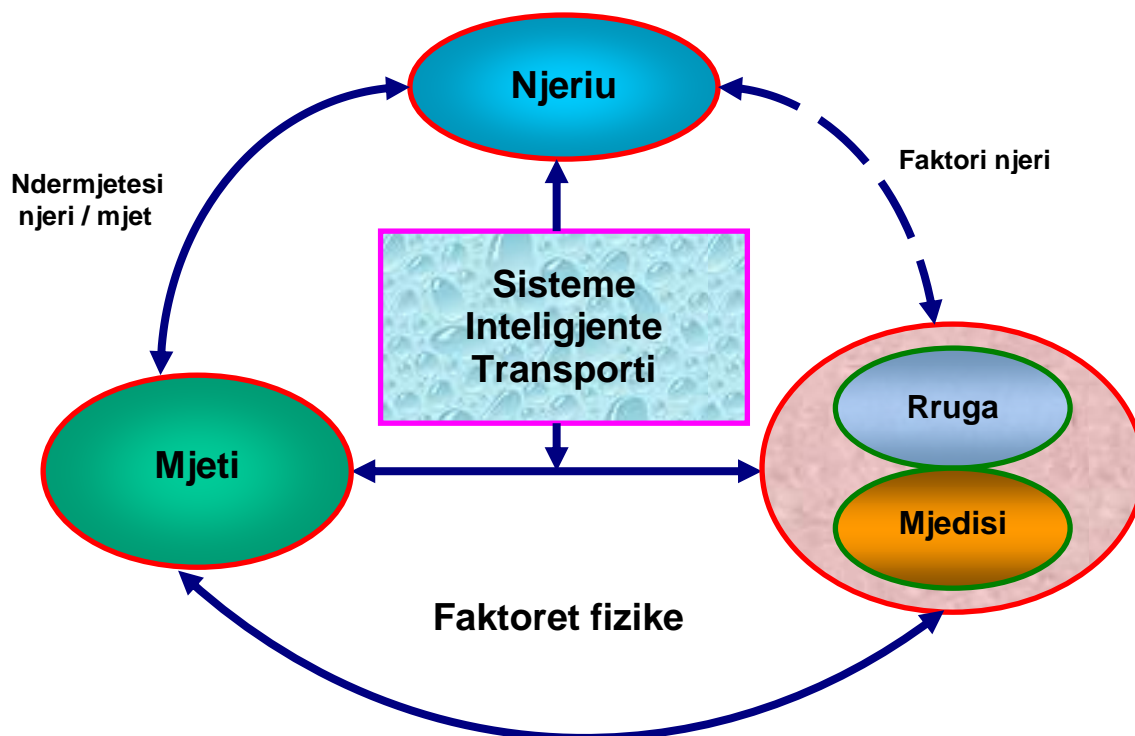 Njeriu
Ndermjetesi
njeri / mjet
Faktori njeri
Sisteme
Inteligjente
Transporti
Rruga
Mjeti
Mjedisi
Faktoret fizike